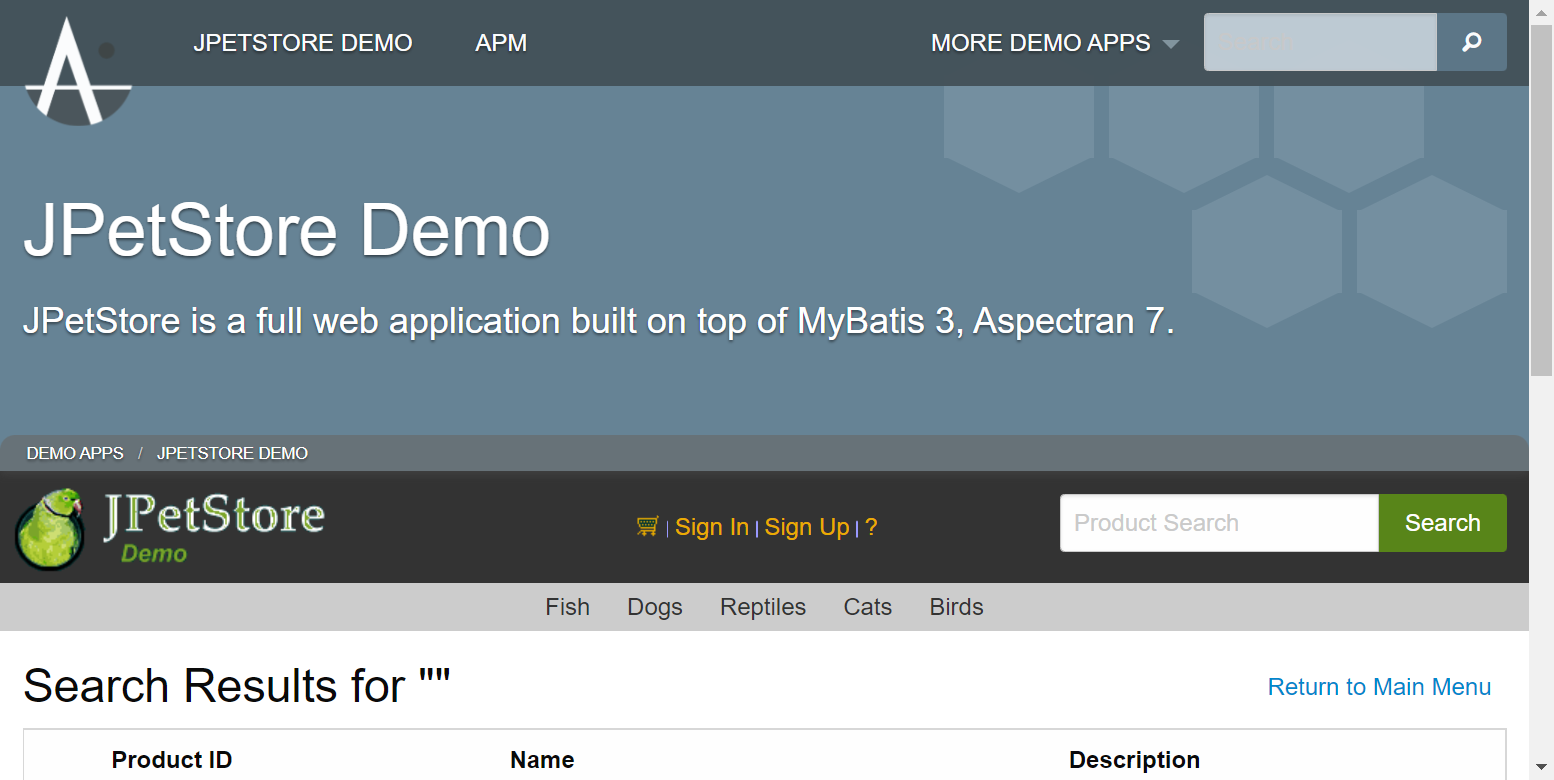 JPETSTORE DEMO APM MORE DEMO APPS
JPetStore Demo
JPetStore is a full web application built on top of MyBatis 3, Aspectran 7.
DEMO APPS / JPETSTORE DEMO
JPetStore
Demo
| Sign In | Sign Up | ?
Product Search Search
Fish Dogs Reptiles Cats Birds
Search Results for ""
Return to Main Menu
Product ID Name Description